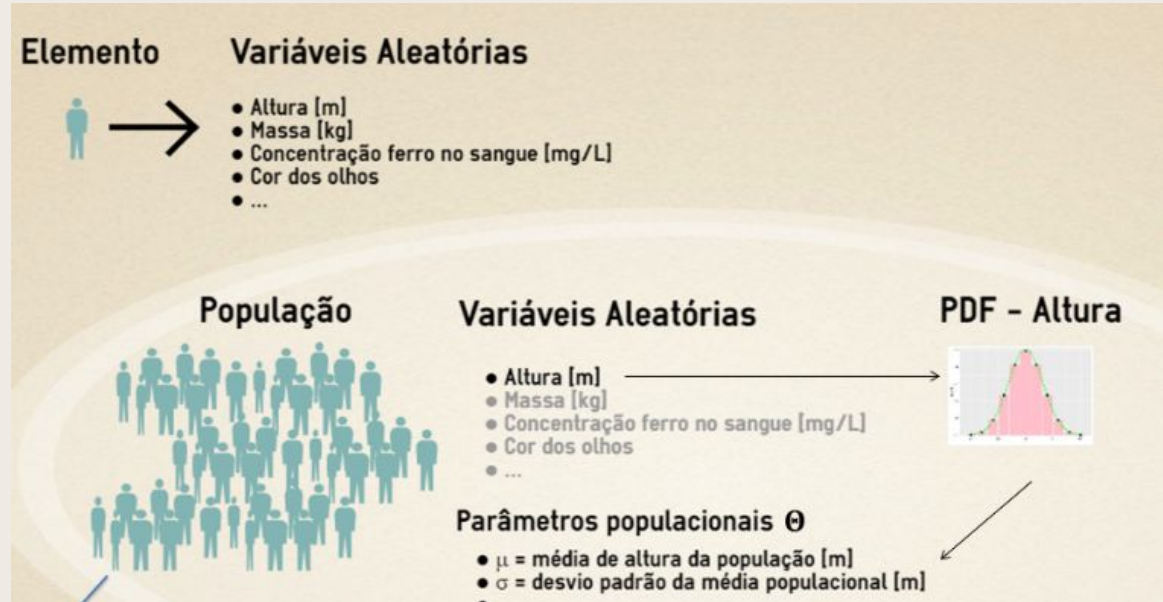 Elemento
Variáveis Aleatórias
● Altura [m]
● Massa [kg]
● Concentração ferro no sangue [mg/L]
● Cor dos olhos
● ...
População
Variáveis Aleatórias
PDF - Altura
● Altura [m]
● Massa [kg]
● Concentração ferro no sangue [mg/L]
● Cor dos olhos
● ...
Parâmetros populacionais Θ
● μ = média de altura da população [m]
● σ = desvio padrão da média populacional [m]